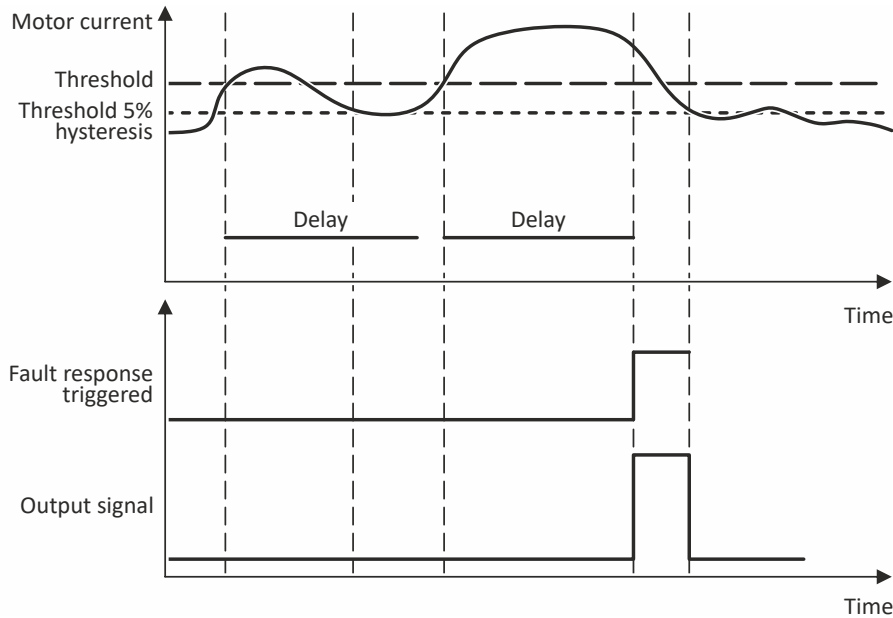 Motor current
Threshold
Threshold 5%
hysteresis
Delay
Delay
Time
Fault response
triggered
Output signal
Time